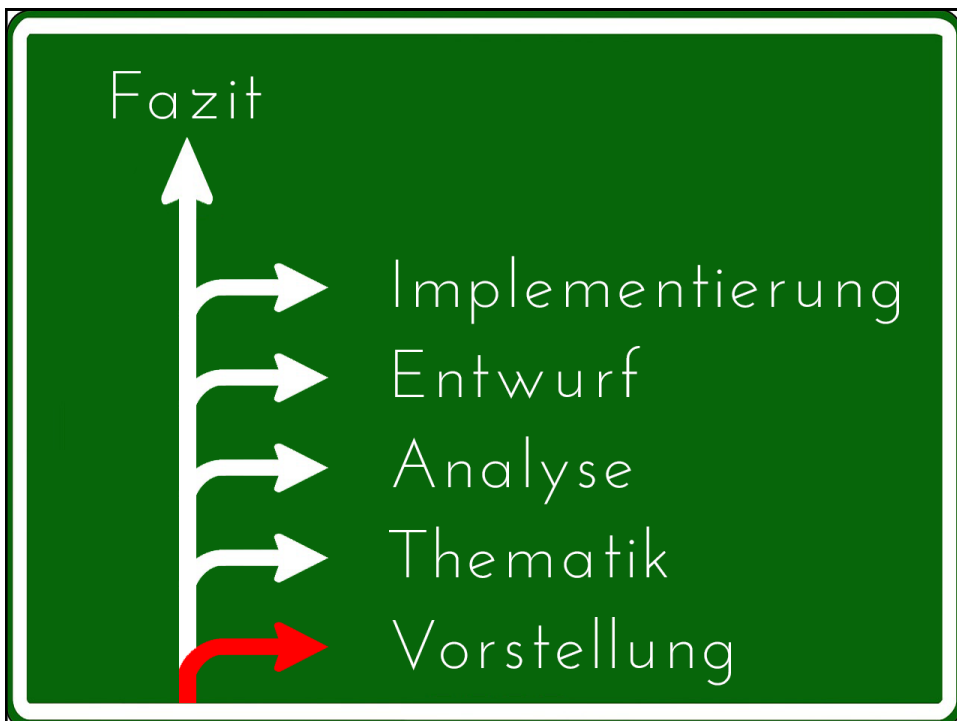 Fazit
Implementierung
Entwurf
Analyse
Thematik
Vorstellung